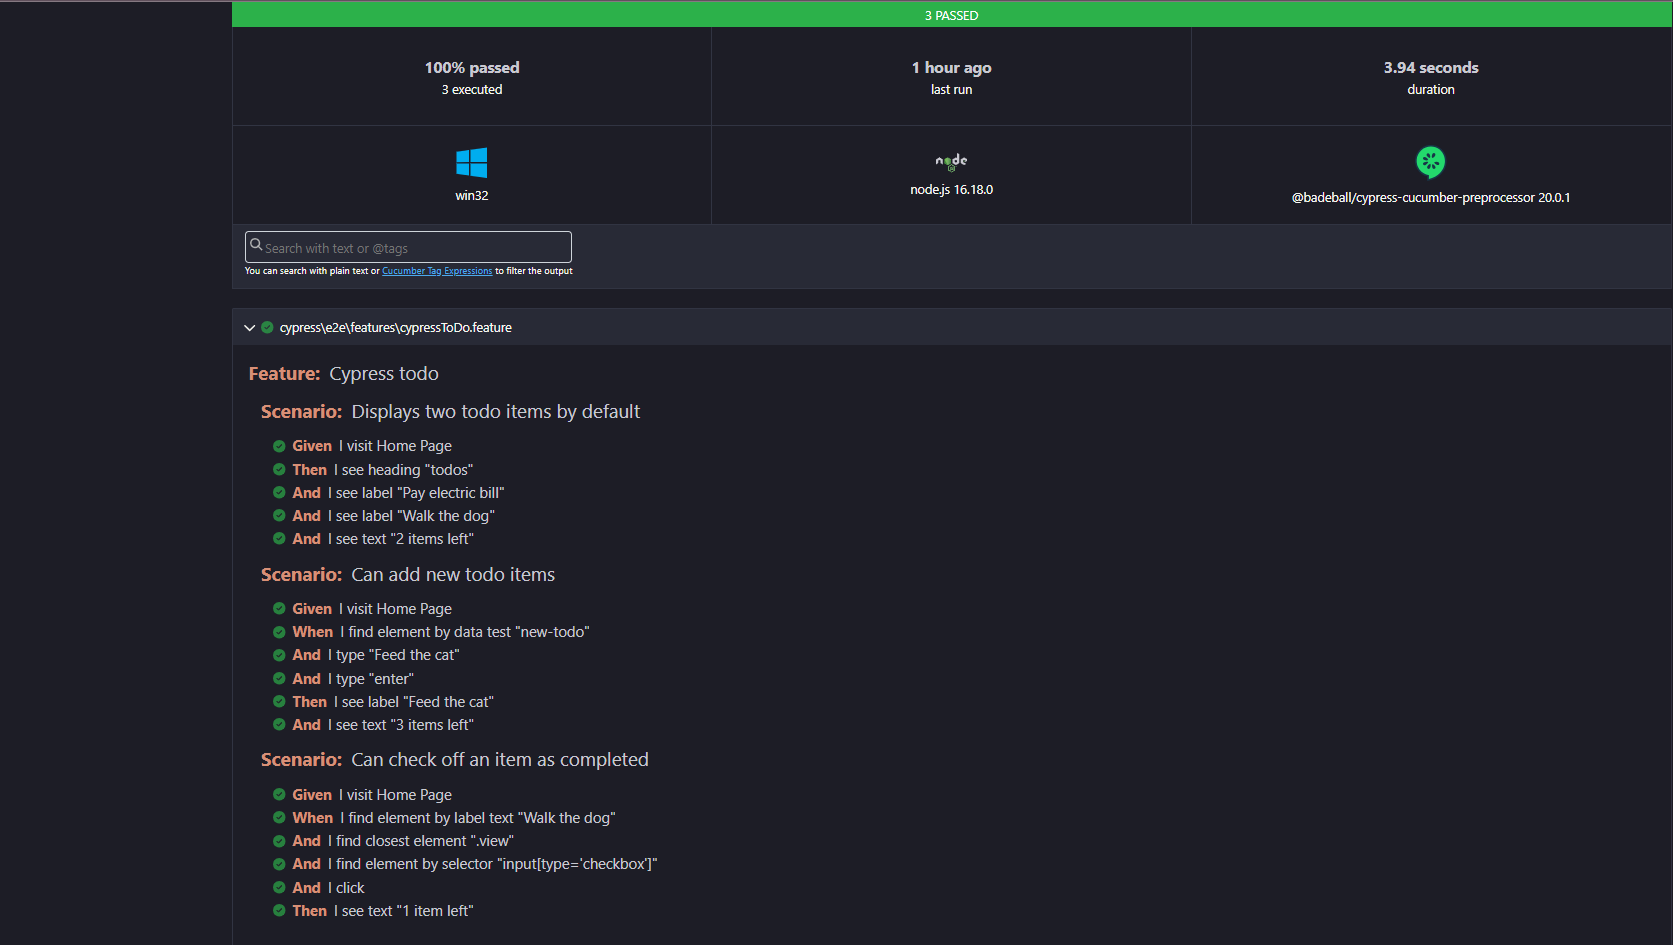 3 PASSED
100% passed
3 executed
1 hour ago
last run
3.94 seconds
duration
win32
node
node.js 16.18.0
@badeball/cypress-cucumber-preprocessor 20.0.1
Search with text or @tags
You can search with plain text or Cucumber Tag Expressions to filter the output
cypress\e2e\features\cypressToDo.feature
Feature: Cypress todo
Scenario: Displays two todo items by default
Given I visit Home Page
Then I see heading "todos"
And I see label "Pay electric bill"
And I see label "Walk the dog"
And I see text "2 items left"
Scenario: Can add new todo items
Given I visit Home Page
When I find element by data test "new-todo"
And I type "Feed the cat"
And I type "enter"
Then I see label "Feed the cat"
And I see text "3 items left"
Scenario: Can check off an item as completed
Given I visit Home Page
When I find element by label text "Walk the dog"
And I find closest element ".view"
And I find element by selector "input[type='checkbox']"
And I click
Then I see text "1 item left"